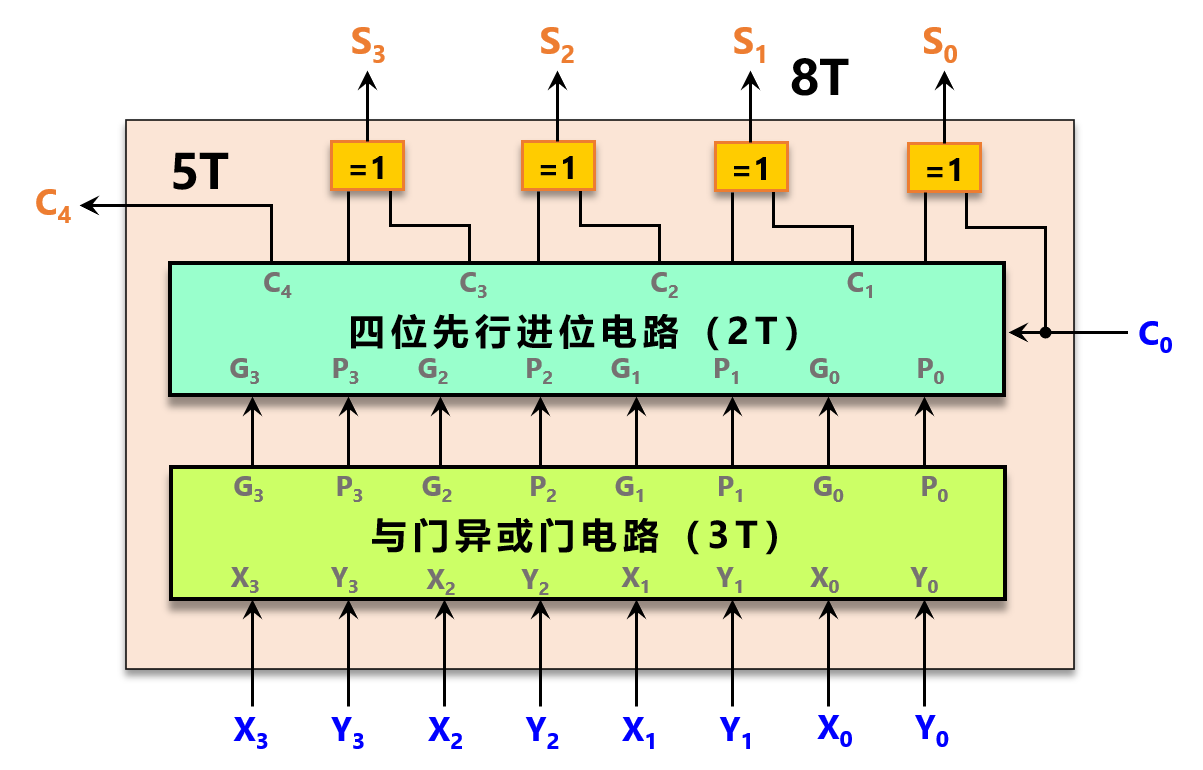 S₃ S₂ S₁ S₀
8T
=1 =1 =1 =1
5T
C₄
C₄ C₃ C₂ C₁
四位先行进位电路（2T）
C₀
G₃ P₃ G₂ P₂ G₁ P₁ G₀ P₀
G₃ P₃ G₂ P₂ G₁ P₁ G₀ P₀
与门异或门电路（3T）
X₃ Y₃ X₂ Y₂ X₁ Y₁ X₀ Y₀
X₃ Y₃ X₂ Y₂ X₁ Y₁ X₀ Y₀